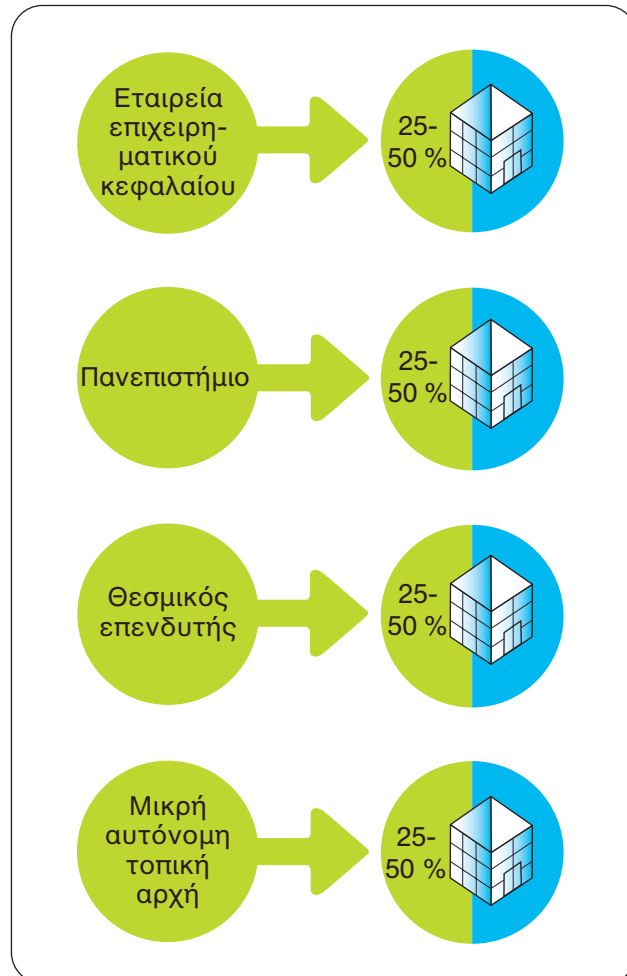 Εταιρεία
επιχειρη-
ματικού
κεφαλαίου
25-
50 %
Πανεπιστήμιο
25-
50 %
Θεσμικός
επενδυτής
25-
50 %
Μικρή
αυτόνομη
τοπική
αρχή
25-
50 %